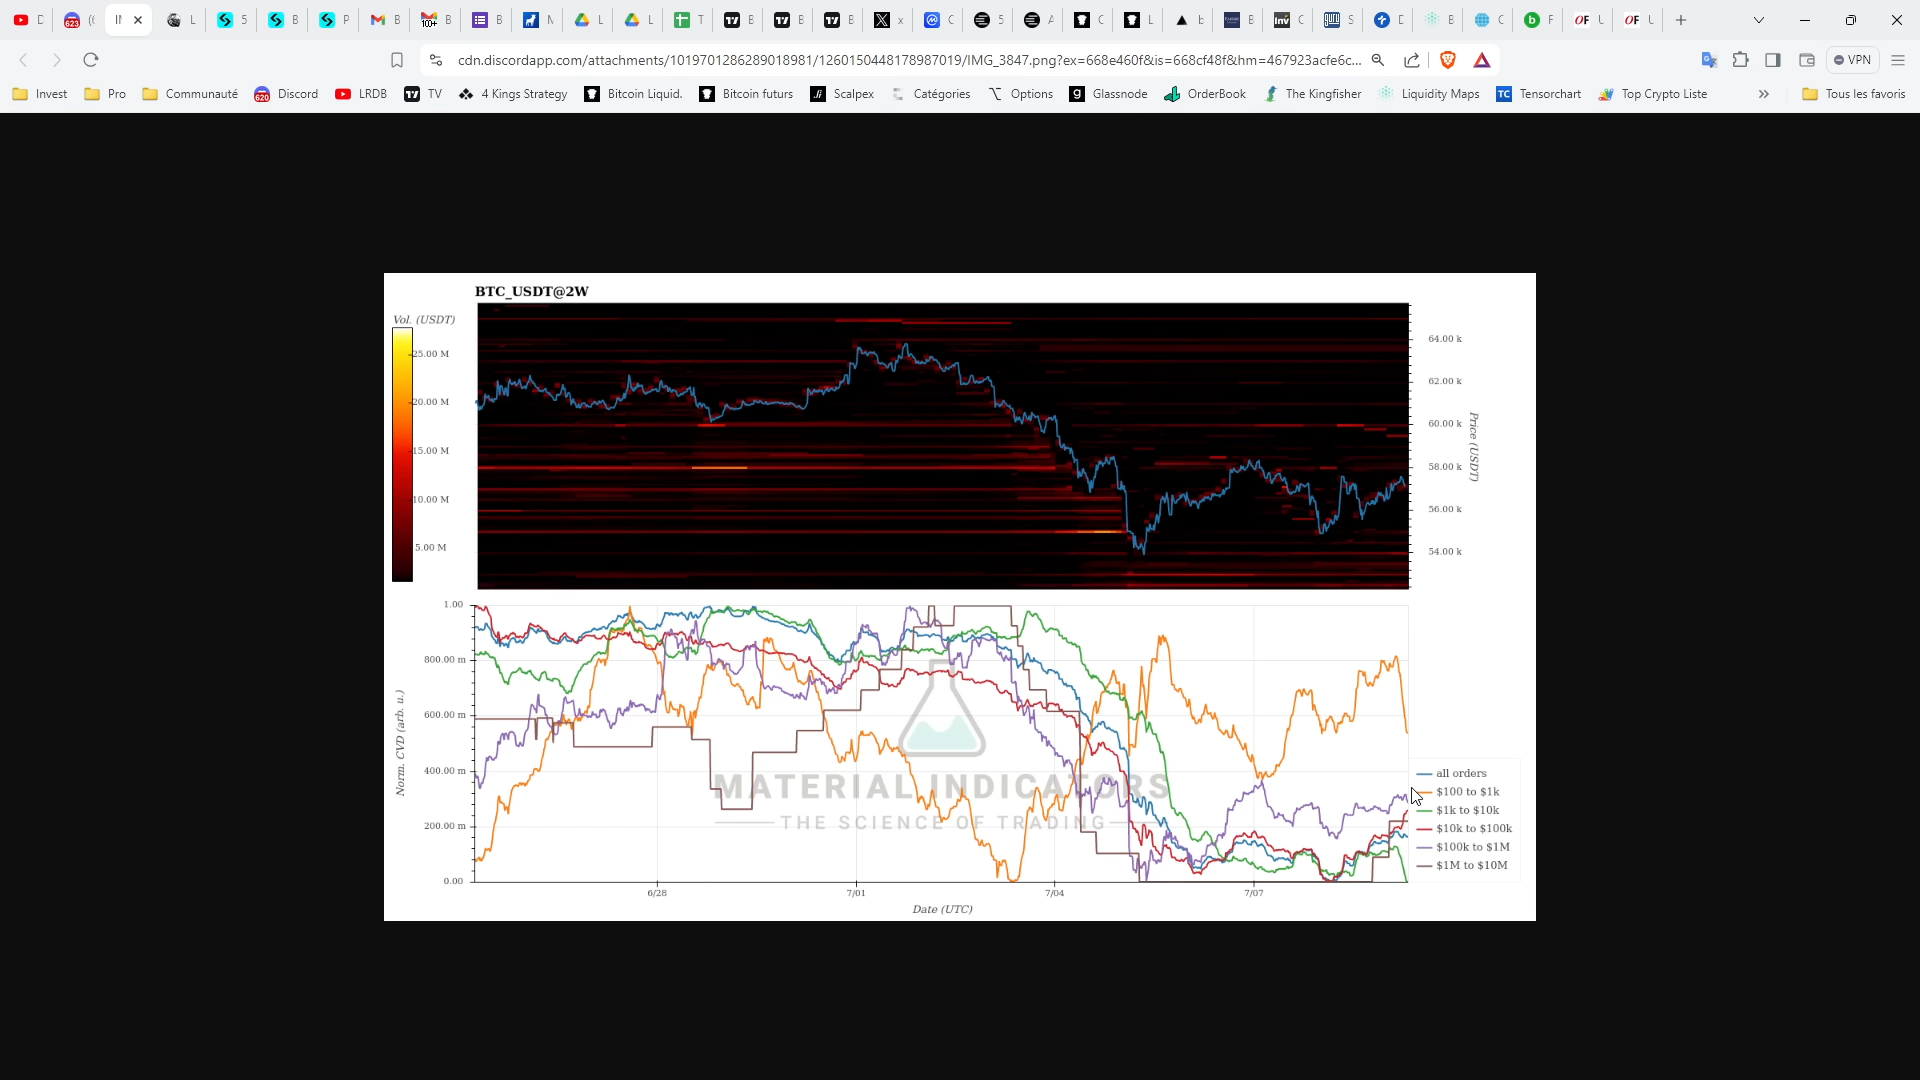 cdn.discordapp.com/attachments/1019701286289018981/1260150448178987019/IMG_3847.png?ex=668e460f&is=668cf48f&hm=467923acfe6c...
VPN
Invest
Pro
Communauté
Discord
LRDB
TV
4 Kings Strategy
Bitcoin Liquid.
Bitcoin futurs
Scalpex
Catégories
Options
Glassnode
OrderBook
The Kingfisher
Liquidity Maps
Tensorchart
Top Crypto Liste
Tous les favoris
BTC_USDT@2W
Vol. (USDT)
25.00 M
20.00 M
15.00 M
10.00 M
5.00 M
64.00 k
62.00 k
60.00 k
58.00 k
56.00 k
54.00 k
Price (USDT)
1.00
800.00 m
600.00 m
400.00 m
200.00 m
0.00
Norm. CVD (arb. u.)
MATERIAL INDICATORS
THE SCIENCE OF TRADING
all orders
$100 to $1k
$1k to $10k
$10k to $100k
$100k to $1M
$1M to $10M
6/28
7/01
7/04
7/07
Date (UTC)